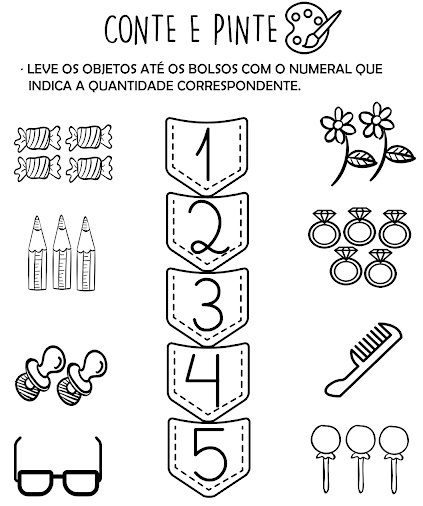 CONTE E PINTE
· LEVE OS OBJETOS ATÉ OS BOLSOS COM O NUMERAL QUE
INDICA A QUANTIDADE CORRESPONDENTE.
1
2
3
4
5